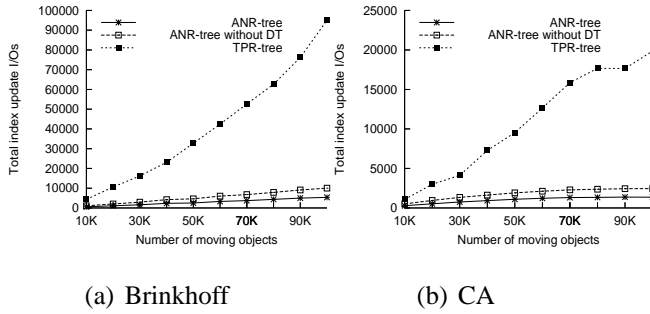 Total index update I/Os
100000
90000
80000
70000
60000
50000
40000
30000
20000
10000
0
ANR-tree
ANR-tree without DT
TPR-tree
10K 30K 50K 70K 90K
Number of moving objects
(a) Brinkhoff
Total index update I/Os
25000
20000
15000
10000
5000
0
ANR-tree
ANR-tree without DT
TPR-tree
10K 30K 50K 70K 90K
Number of moving objects
(b) CA